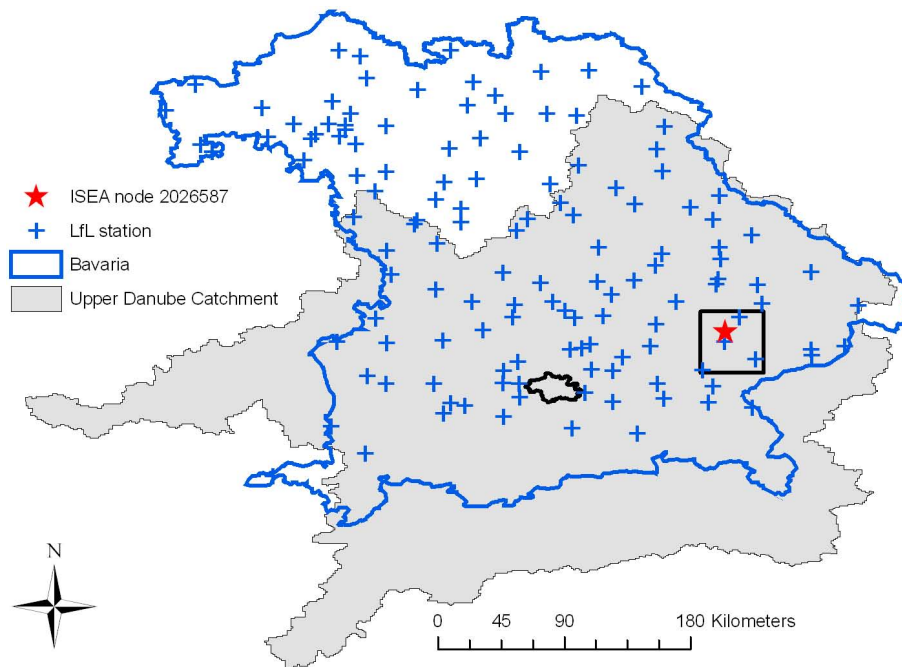 ISEA node 2026587
LfL station
Bavaria
Upper Danube Catchment
N
0 45 90 180 Kilometers